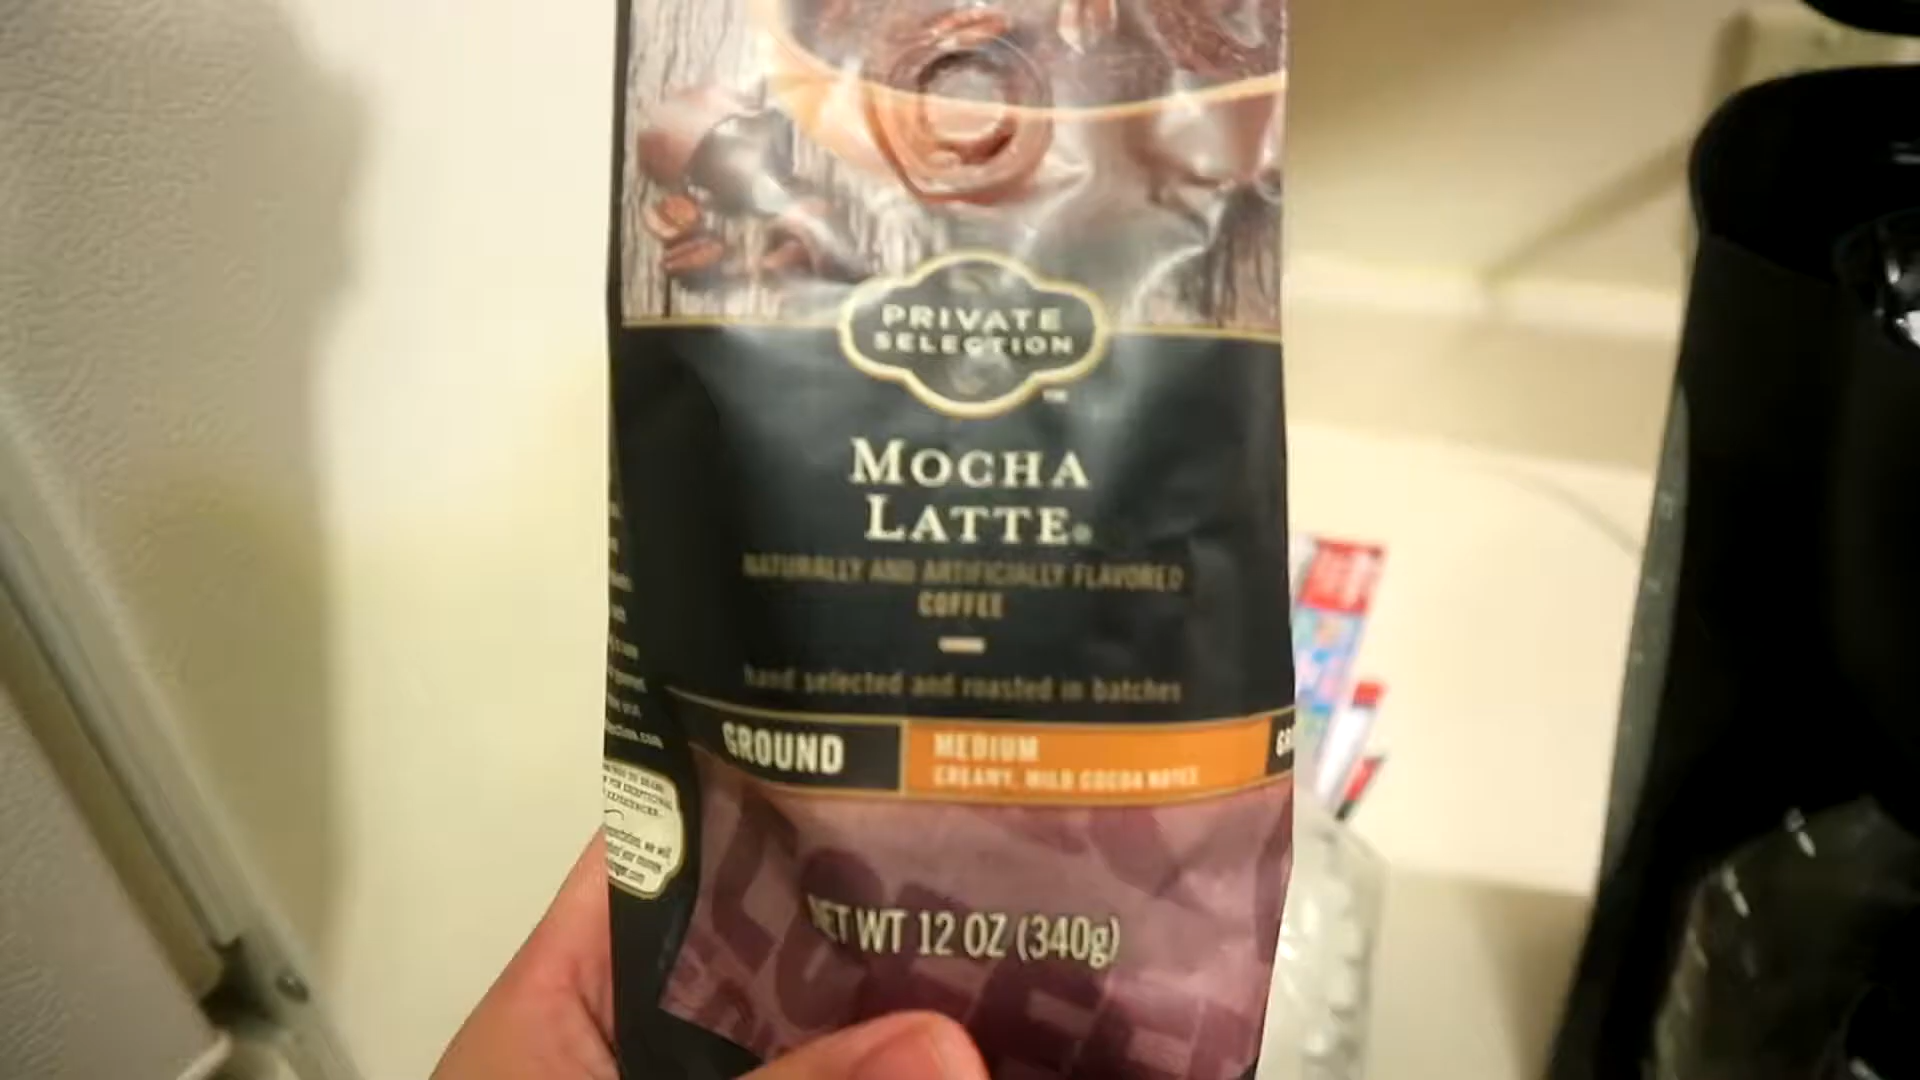 PRIVATE
SELECTION
™
MOCHA
LATTE®
NATURALLY AND ARTIFICIALLY FLAVORED
COFFEE
hand selected and roasted in batches
GROUND
MEDIUM
CREAMY, MILD COCOA NOTES
NET WT 12 OZ (340g)